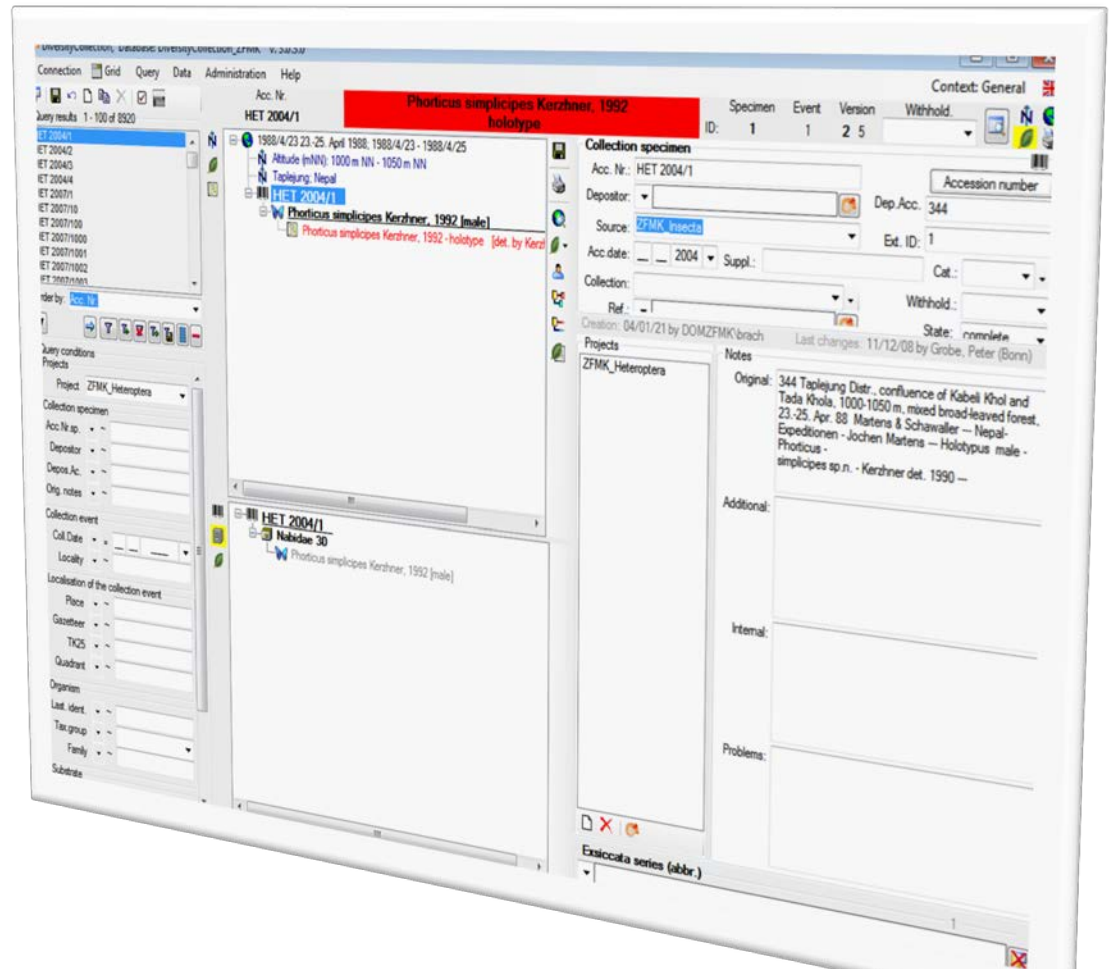 DiversityCollection, Database: DiversityCollection_ZFMK V. 3.0.5.0
Connection Grid Query Data Administration Help
Context: General
Query results 1 - 100 of 8920
Acc. Nr.
HET 2004/1
Phorticus simplicipes Kerzhner, 1992
holotype
Specimen Event Version Withhold.
ID: 1 1 2 5
HET 2004/1
HET 2004/2
HET 2004/3
HET 2004/4
HET 2007/1
HET 2007/10
HET 2007/100
HET 2007/1000
HET 2007/1001
HET 2007/1002
HET 2007/1003
Order by: Acc. Nr.
Query conditions
Projects
Project ZFMK_Heteroptera
Collection specimen
Acc.Nr.sp. ~
Depositor ~
Depos.Ac. ~
Orig. notes ~
Collection event
Coll.Date
Locality ~
Localisation of the collection event
Place ~
Gazetteer ~
TK25 ~
Quadrant ~
Organism
Last. ident. ~
Tax.group ~
Family ~
Substrate
1988/4/23 23.-25. April 1988; 1988/4/23 - 1988/4/25
Altitude (mNN): 1000 m NN - 1050 m NN
Taplejung; Nepal
HET 2004/1
Phorticus simplicipes Kerzhner, 1992 [male]
Phorticus simplicipes Kerzhner, 1992 - holotype [det. by Kerzh
HET 2004/1
Nabidae 30
Phorticus simplicipes Kerzhner, 1992 [male]
Collection specimen
Acc. Nr.: HET 2004/1
Accession number
Depositor:
Dep.Acc. 344
Source: ZFMK_Insecta
Ext. ID: 1
Acc.date: __ __ 2004 Suppl.:
Cat.:
Collection:
Withhold.:
Ref.:
State: complete
Creation: 04/01/21 by DOMZFMK\brach Last changes: 11/12/08 by Grobe, Peter (Bonn)
Projects
ZFMK_Heteroptera
Notes
Original: 344 Taplejung Distr., confluence of Kabeli Khol and
Tada Khola, 1000-1050 m, mixed broad-leaved forest,
23.-25. Apr. 88 Martens & Schawaller --- Nepal-
Expeditionen - Jochen Martens --- Holotypus male -
Phorticus -
simplicipes sp.n. - Kerzhner det. 1990 ---
Additional:
Internal:
Problems:
Exsiccata series (abbr.)
1